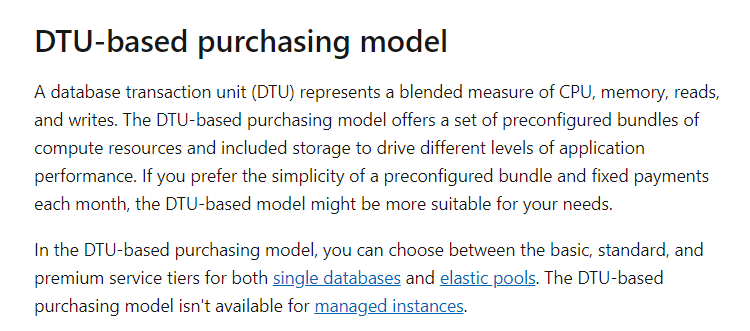 DTU-based purchasing model
A database transaction unit (DTU) represents a blended measure of CPU, memory, reads,
and writes. The DTU-based purchasing model offers a set of preconfigured bundles of
compute resources and included storage to drive different levels of application
performance. If you prefer the simplicity of a preconfigured bundle and fixed payments
each month, the DTU-based model might be more suitable for your needs.
In the DTU-based purchasing model, you can choose between the basic, standard, and
premium service tiers for both single databases and elastic pools. The DTU-based
purchasing model isn't available for managed instances.